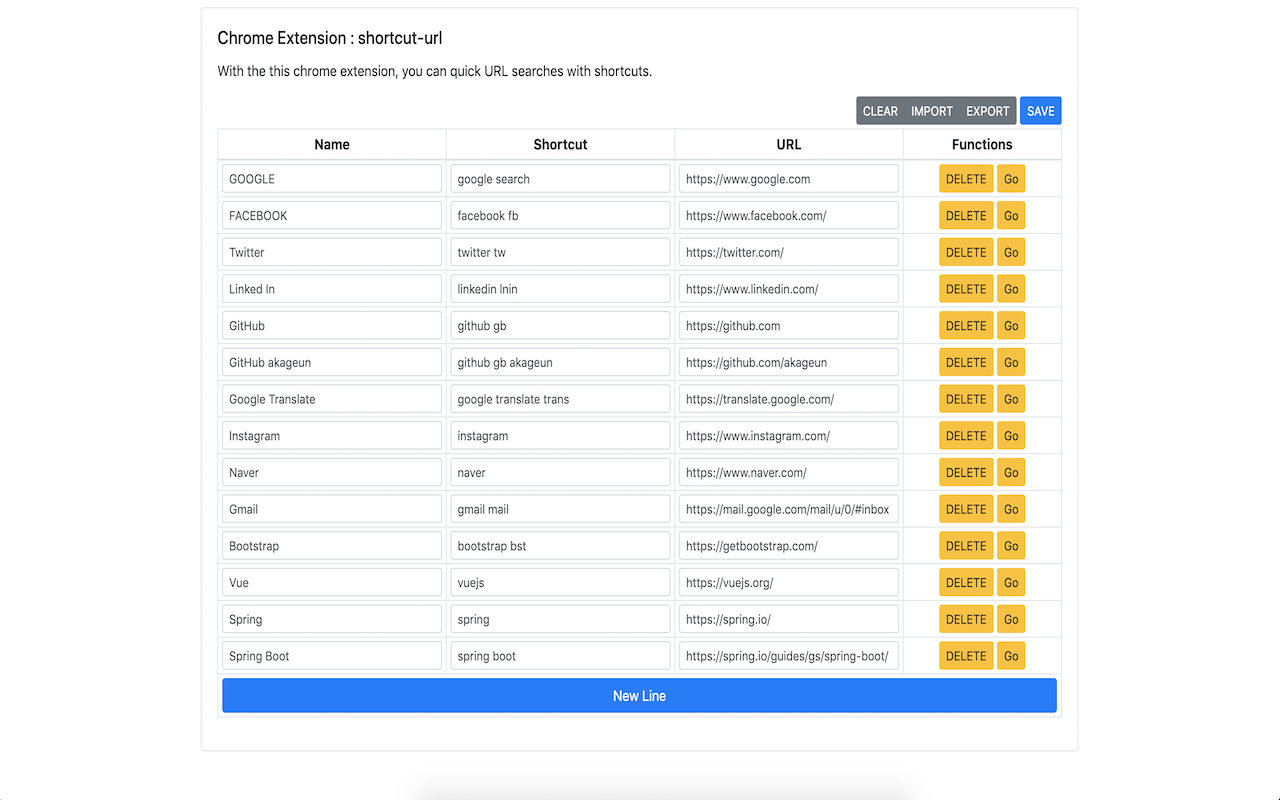 Chrome Extension : shortcut-url
With the this chrome extension, you can quick URL searches with shortcuts.
CLEAR IMPORT EXPORT SAVE
Name Shortcut URL Functions
GOOGLE google search https://www.google.com DELETE Go
FACEBOOK facebook fb https://www.facebook.com/ DELETE Go
Twitter twitter tw https://twitter.com/ DELETE Go
Linked In linkedin lnin https://www.linkedin.com/ DELETE Go
GitHub github gb https://github.com DELETE Go
GitHub akageun github gb akageun https://github.com/akageun DELETE Go
Google Translate google translate trans https://translate.google.com/ DELETE Go
Instagram instagram https://www.instagram.com/ DELETE Go
Naver naver https://www.naver.com/ DELETE Go
Gmail gmail mail https://mail.google.com/mail/u/0/#inbox DELETE Go
Bootstrap bootstrap bst https://getbootstrap.com/ DELETE Go
Vue vuejs https://vuejs.org/ DELETE Go
Spring spring https://spring.io/ DELETE Go
Spring Boot spring boot https://spring.io/guides/gs/spring-boot/ DELETE Go
New Line